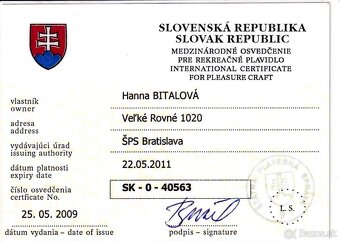 SLOVENSKÁ REPUBLIKA
SLOVAK REPUBLIC
MEDZINÁRODNÉ OSVEDČENIE
PRE REKREAČNÉ PLAVIDLO
INTERNATIONAL CERTIFICATE
FOR PLEASURE CRAFT
vlastník
owner
Hanna BITALOVÁ
adresa
address
Veľké Rovné 1020
vydávajúci úrad
issuing authority
ŠPS Bratislava
dátum platnosti
expiry date
22.05.2011
číslo osvedčenia
certificate No.
SK - 0 - 40563
25. 05. 2009
L. S.
dátum vydania – date of issue
podpis – signature
Bazos.sk